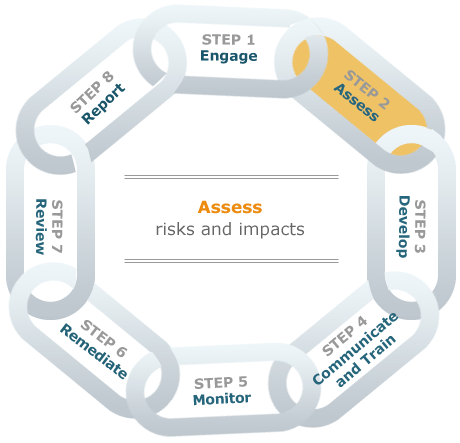 STEP 1
Engage
STEP 2
Assess
STEP 3
Develop
STEP 4
Communicate
and Train
STEP 5
Monitor
STEP 6
Remediate
STEP 7
Review
STEP 8
Report
Assess
risks and impacts